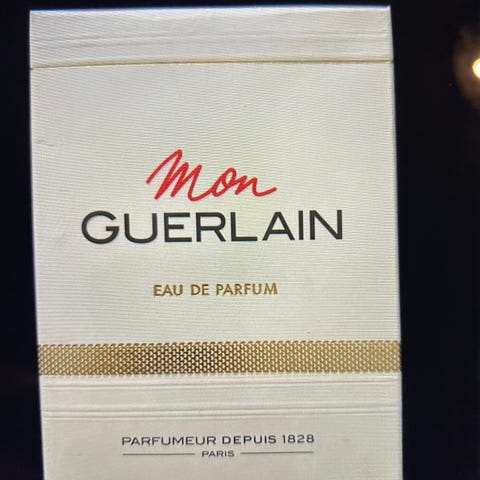 Mon
GUERLAIN
EAU DE PARFUM
PARFUMEUR DEPUIS 1828
PARIS